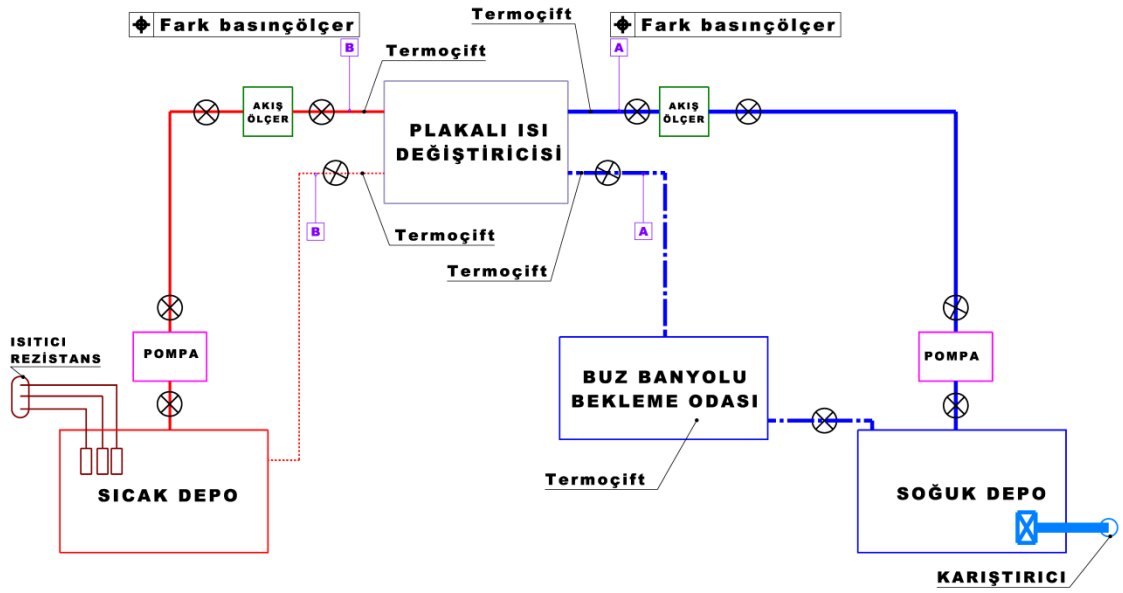 Fark basınçölçer
Termoçift
Fark basınçölçer
B
Termoçift
A
AKIŞ
ÖLÇER
PLAKALI ISI
DEĞİŞTİRİCİSİ
AKIŞ
ÖLÇER
B
Termoçift
A
Termoçift
ISITICI
REZİSTANS
POMPA
BUZ BANYOLU
BEKLEME ODASI
POMPA
Termoçift
SICAK DEPO
SOĞUK DEPO
KARIŞTIRICI